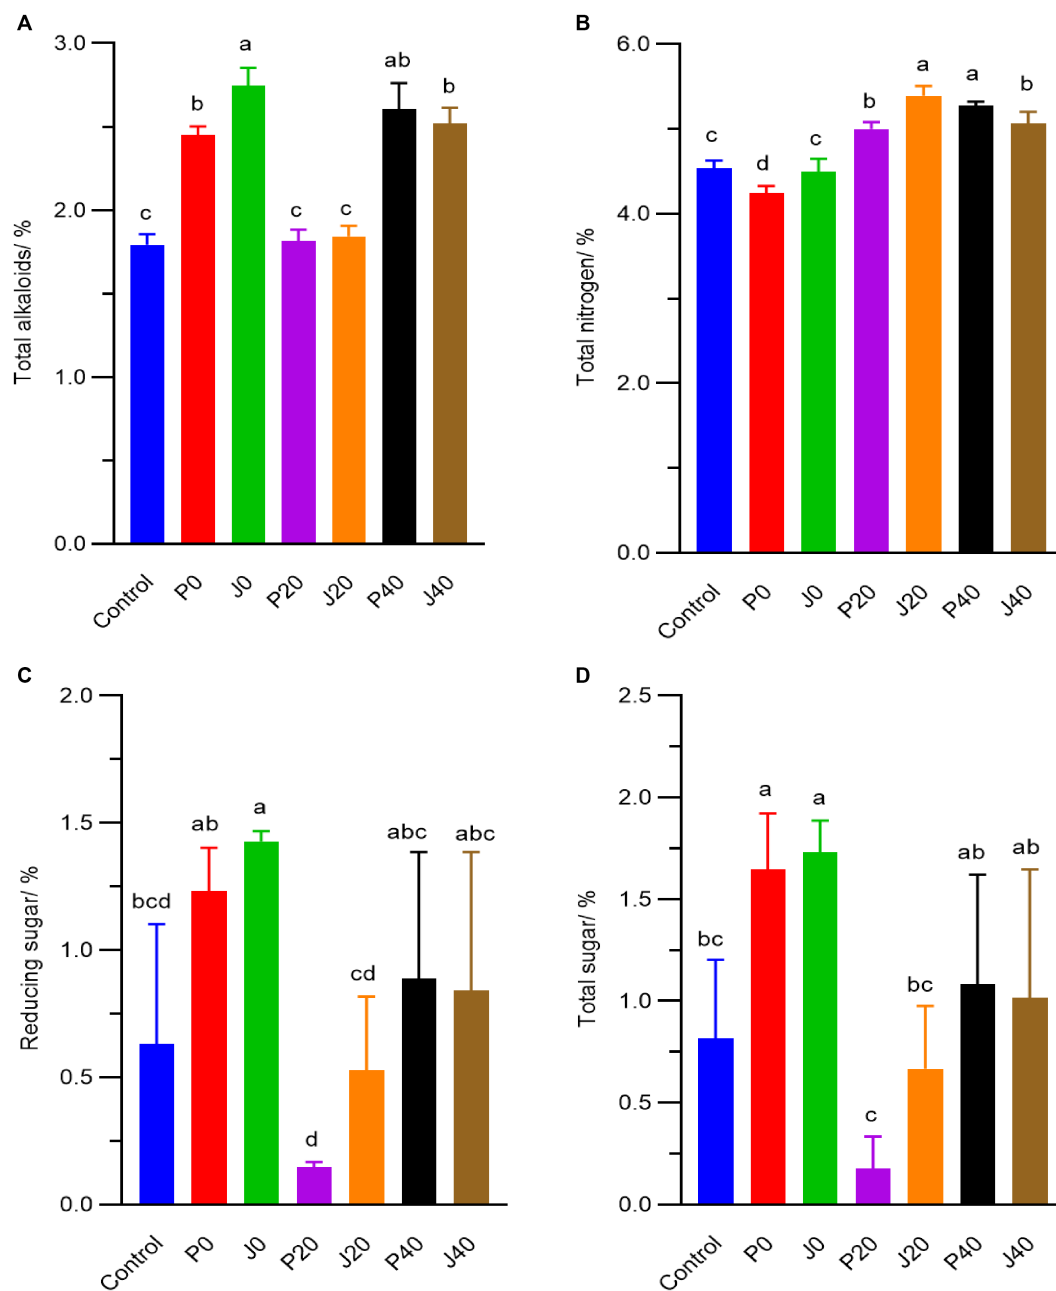 A
Total alkaloids/ %
3.0
2.0
1.0
0.0
c
b
a
c
c
ab
b
Control
P0
J0
P20
J20
P40
J40
B
Total nitrogen/ %
6.0
4.0
2.0
0.0
c
d
c
b
a
a
b
Control
P0
J0
P20
J20
P40
J40
C
Reducing sugar/ %
2.0
1.5
1.0
0.5
0.0
bcd
ab
a
d
cd
abc
abc
Control
P0
J0
P20
J20
P40
J40
D
Total sugar/ %
2.5
2.0
1.5
1.0
0.5
0.0
bc
a
a
c
bc
ab
ab
Control
P0
J0
P20
J20
P40
J40